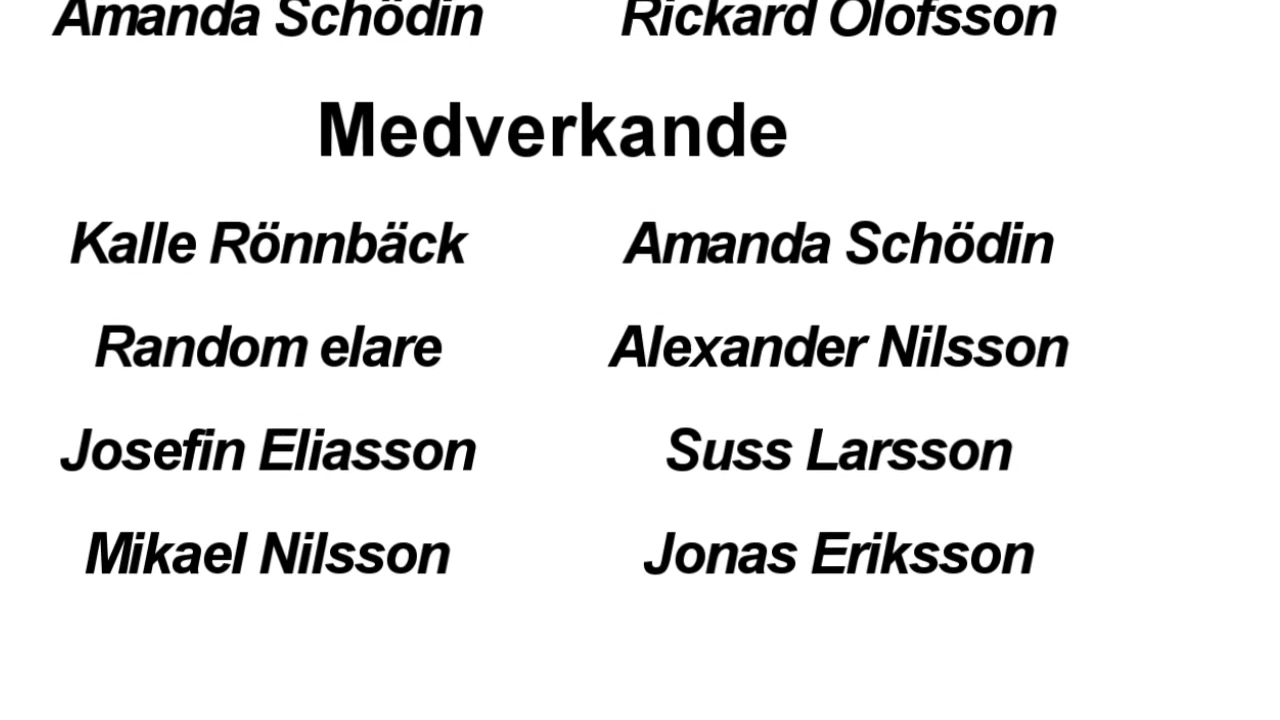 Amanda Schödin Rickard Olofsson
Medverkande
Kalle Rönnbäck Amanda Schödin
Random elare Alexander Nilsson
Josefin Eliasson Suss Larsson
Mikael Nilsson Jonas Eriksson